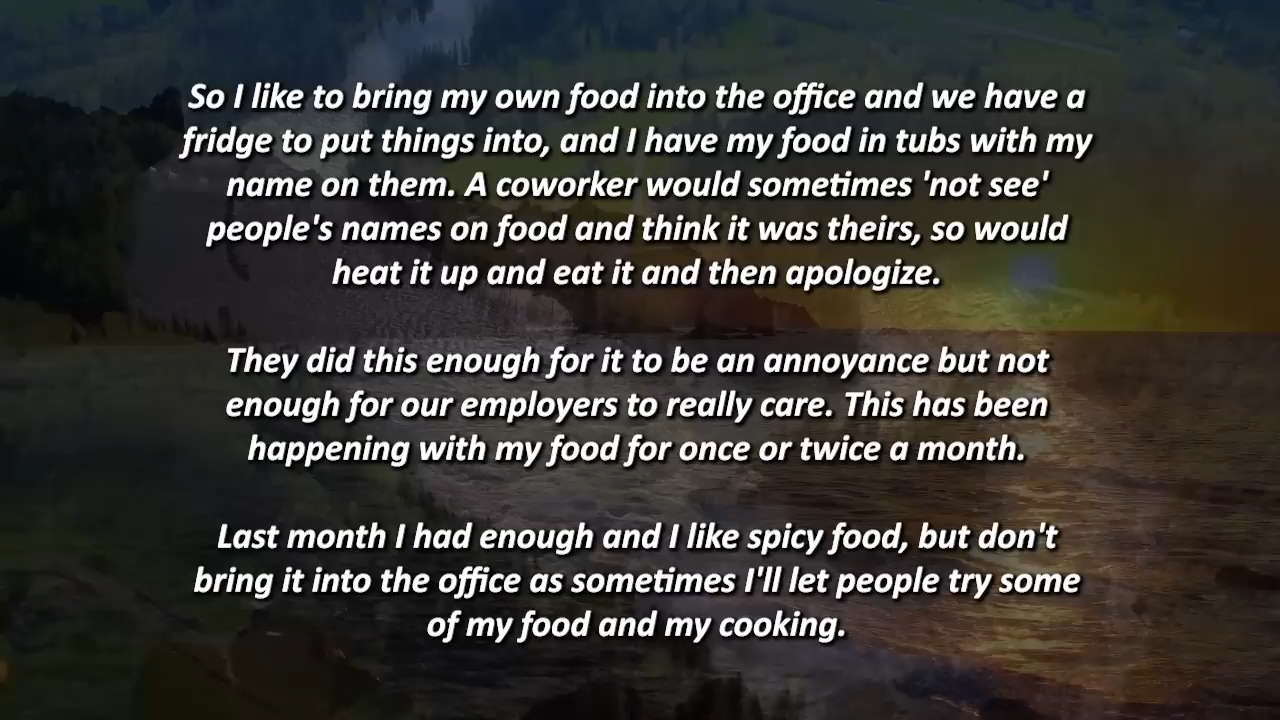 So I like to bring my own food into the office and we have a
fridge to put things into, and I have my food in tubs with my
name on them. A coworker would sometimes 'not see'
people's names on food and think it was theirs, so would
heat it up and eat it and then apologize.
They did this enough for it to be an annoyance but not
enough for our employers to really care. This has been
happening with my food for once or twice a month.
Last month I had enough and I like spicy food, but don't
bring it into the office as sometimes I'll let people try some
of my food and my cooking.